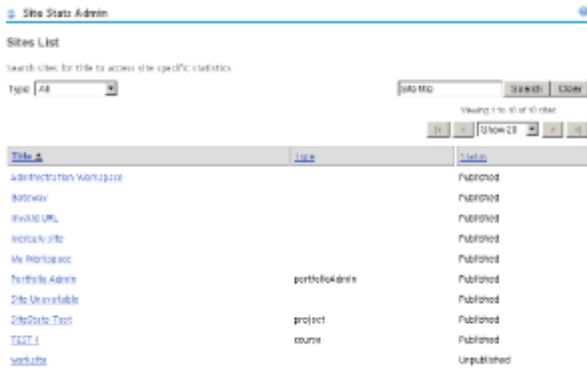 Site Stats Admin
Sites List
Search sites for title to access site specific statistics
Type All site title Search Clear
Viewing 1 to 10 of 10 sites
|< < Show 20 > >|
Title Type Status
Administration Workspace Published
Gateway Published
Invalid URL Published
mercury site Published
My Workspace Published
Portfolio Admin portfolioAdmin Published
Site Unavailable Published
SiteStats-Test project Published
TEST 1 course Published
worksite Unpublished